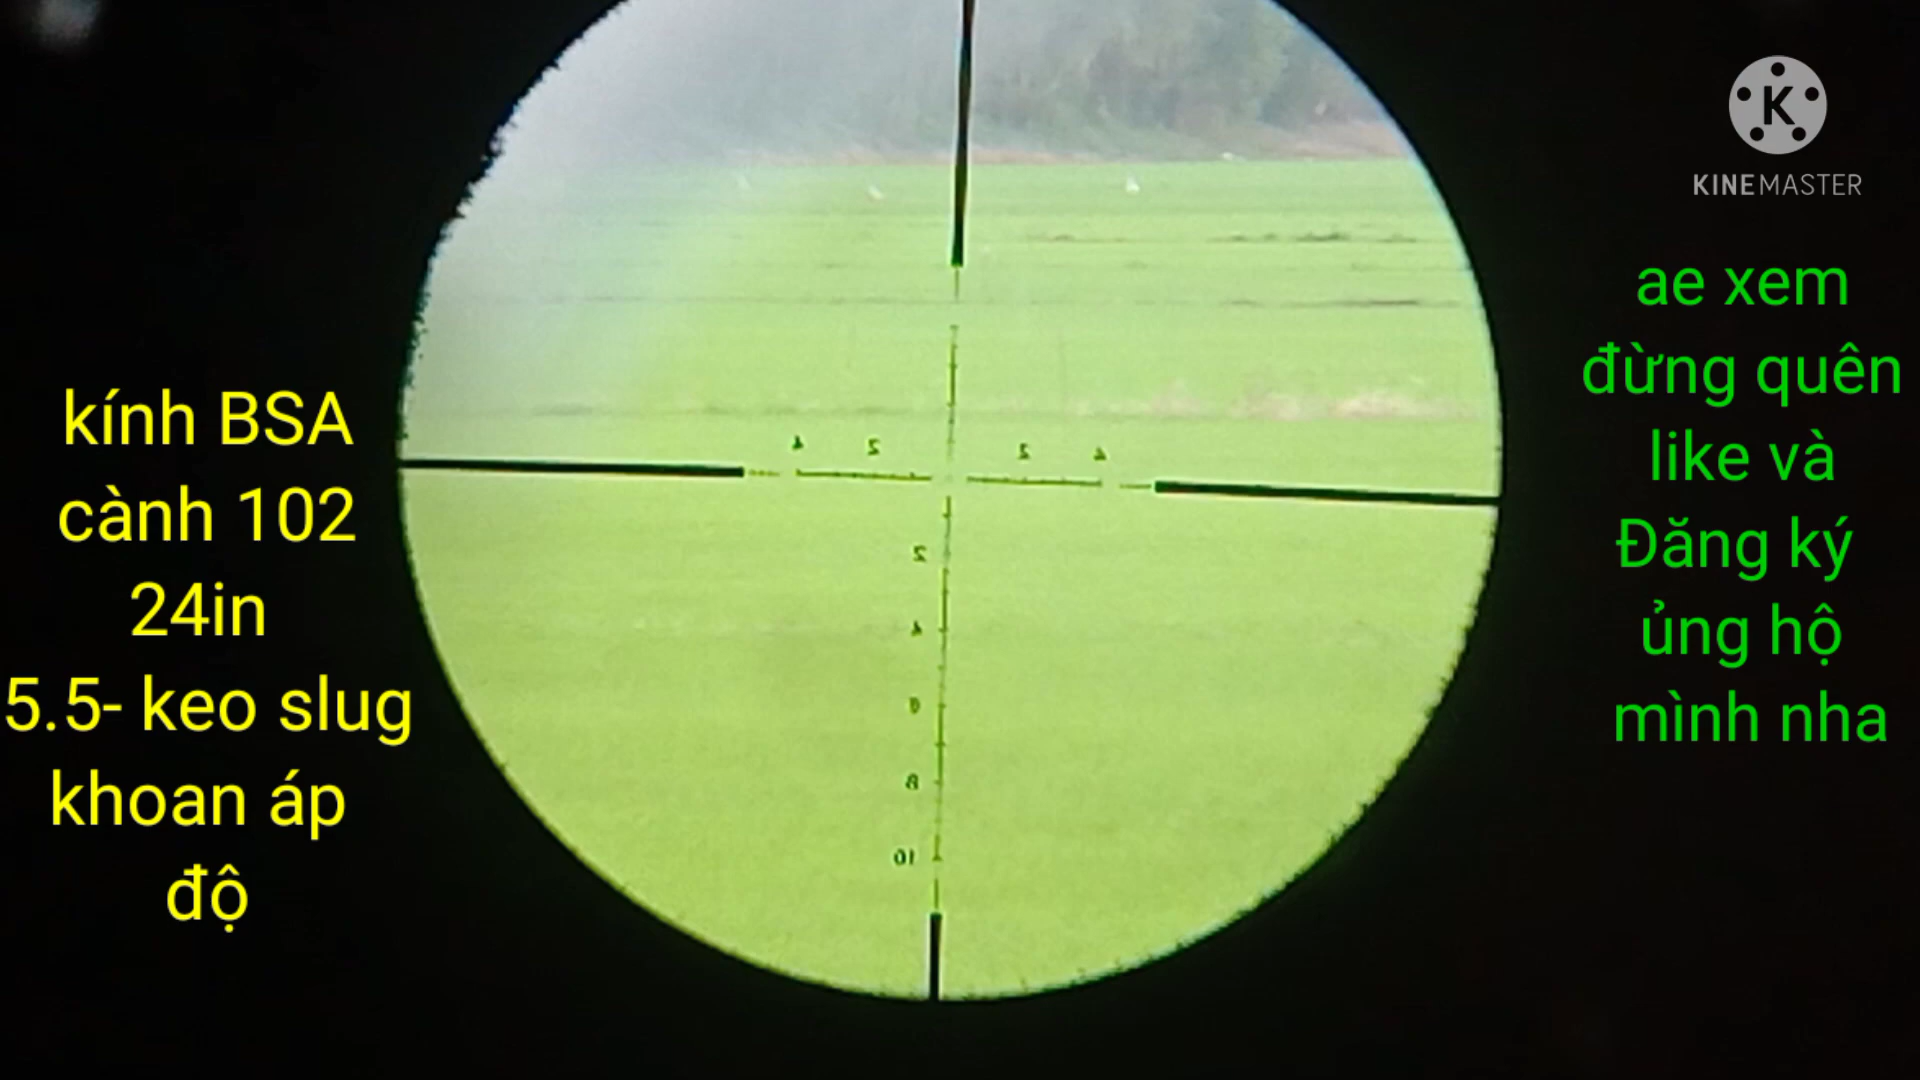 kính BSA
cành 102
24in
5.5- keo slug
khoan áp
độ
4 2 2 4
2
4
6
8
10
K
KINEMASTER
ae xem
đừng quên
like và
Đăng ký
ủng hộ
mình nha